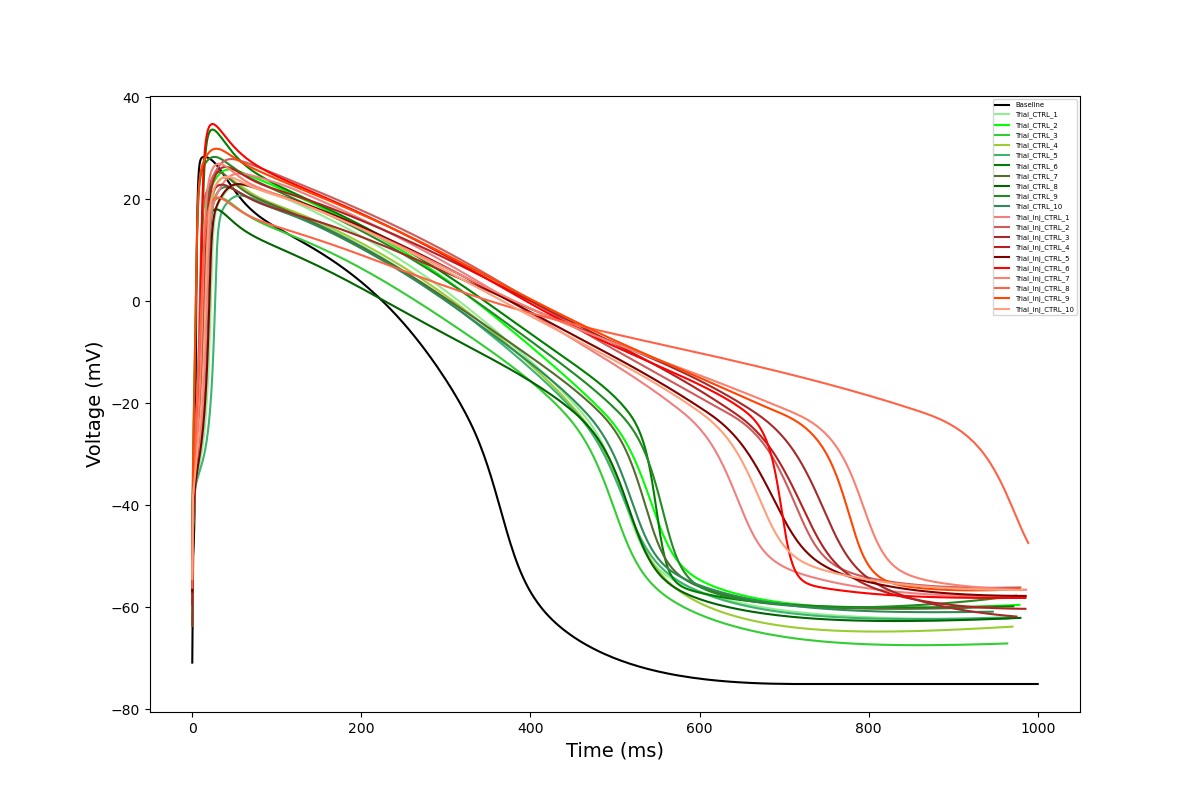 40
20
0
−20
−40
−60
−80
Voltage (mV)
0 200 400 600 800 1000
Time (ms)
Baseline
Trial_CTRL_1
Trial_CTRL_2
Trial_CTRL_3
Trial_CTRL_4
Trial_CTRL_5
Trial_CTRL_6
Trial_CTRL_7
Trial_CTRL_8
Trial_CTRL_9
Trial_CTRL_10
Trial_Inj_CTRL_1
Trial_Inj_CTRL_2
Trial_Inj_CTRL_3
Trial_Inj_CTRL_4
Trial_Inj_CTRL_5
Trial_Inj_CTRL_6
Trial_Inj_CTRL_7
Trial_Inj_CTRL_8
Trial_Inj_CTRL_9
Trial_Inj_CTRL_10